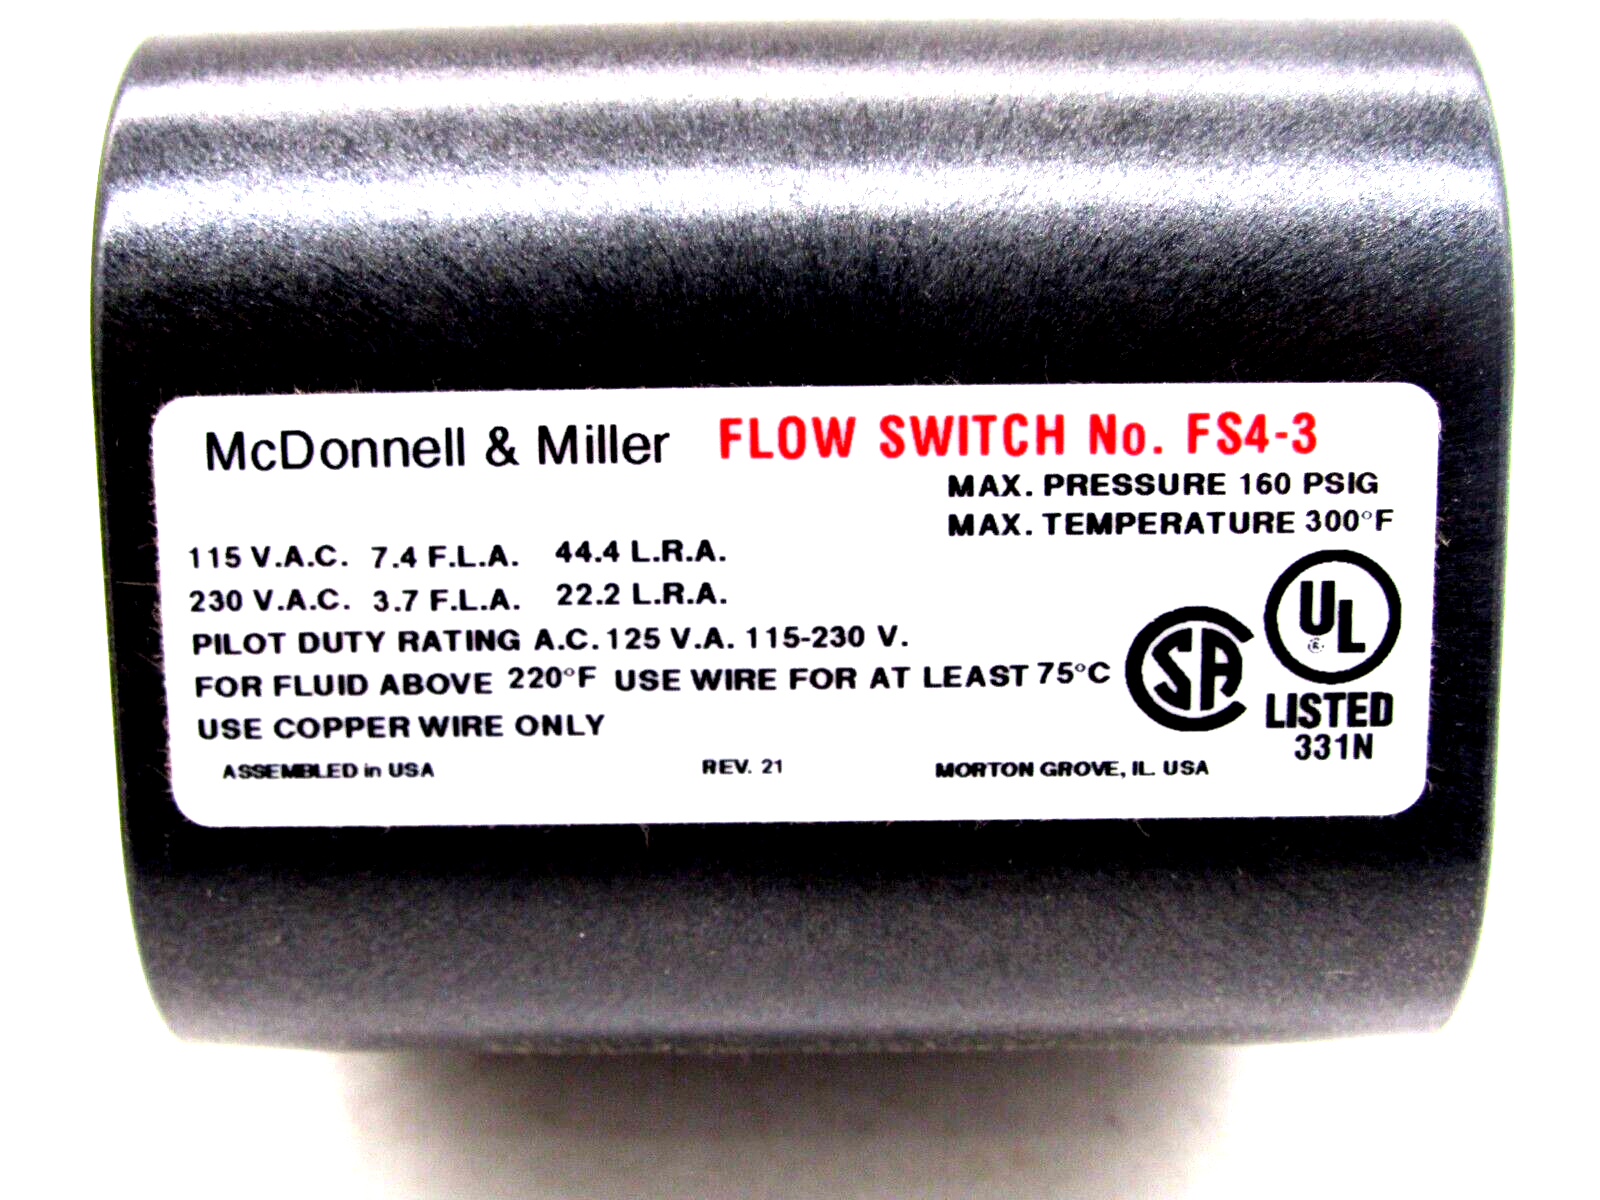 McDonnell & Miller FLOW SWITCH No. FS4-3
MAX. PRESSURE 160 PSIG
MAX. TEMPERATURE 300°F
115 V.A.C. 7.4 F.L.A. 44.4 L.R.A.
230 V.A.C. 3.7 F.L.A. 22.2 L.R.A.
PILOT DUTY RATING A.C. 125 V.A. 115-230 V.
FOR FLUID ABOVE 220°F USE WIRE FOR AT LEAST 75°C
USE COPPER WIRE ONLY
SA
UL
LISTED
331N
ASSEMBLED in USA REV. 21 MORTON GROVE, IL. USA